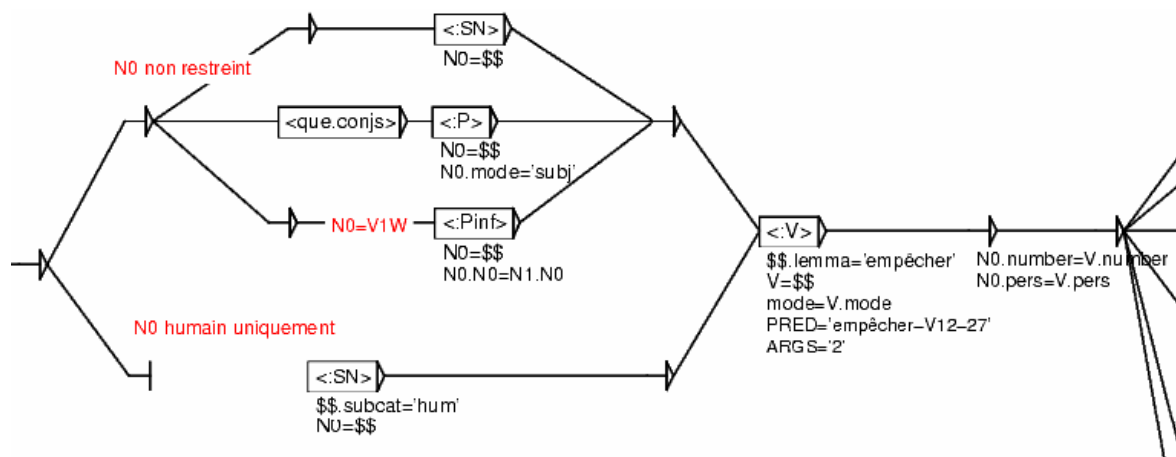 <:SN>
N0=$$
N0 non restreint
<que.conjs>
<:P>
N0=$$
N0.mode='subj'
N0=V1W
<:Pinf>
N0=$$
N0.N0=N1.N0
<:V>
$$.lemma='empêcher'
V=$$
mode=V.mode
PRED='empêcher-V12-27'
ARGS='2'
N0.number=V.number
N0.pers=V.pers
N0 humain uniquement
<:SN>
$$.subcat='hum'
N0=$$